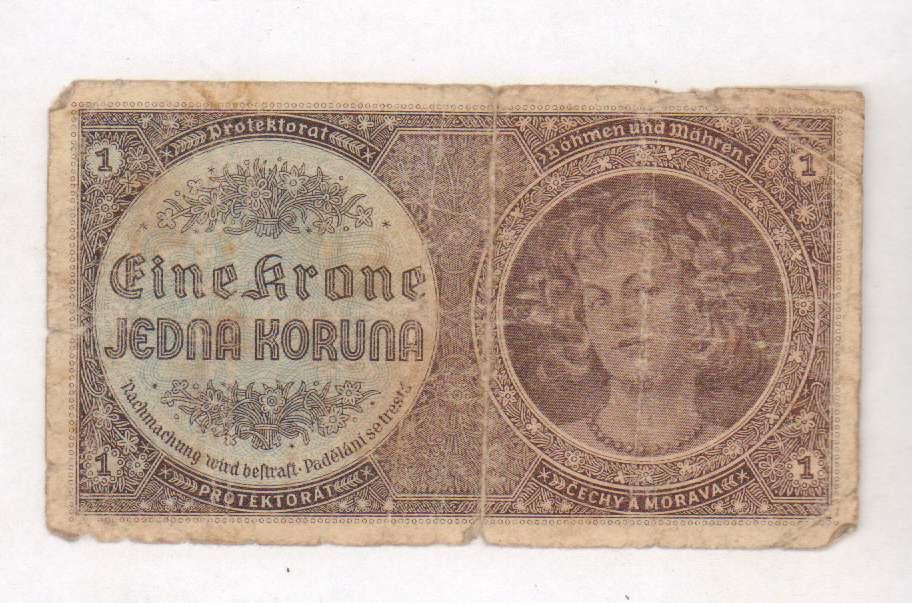 Protektorat
Böhmen und Mähren
1
1
Eine Krone
JEDNA KORUNA
Nachmachung wird bestraft · Padělání se trestá
1
1
PROTEKTORÁT
ČECHY A MORAVA